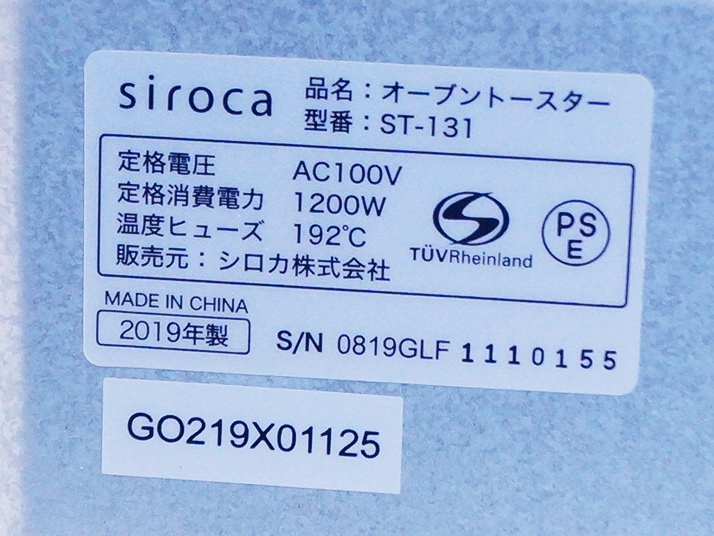 siroca
品名：オーブントースター
型番：ST-131
定格電圧 AC100V
定格消費電力 1200W
温度ヒューズ 192℃
販売元：シロカ株式会社
TÜVRheinland
PS
E
MADE IN CHINA
2019年製
S/N 0819GLF 1110155
GO219X01125